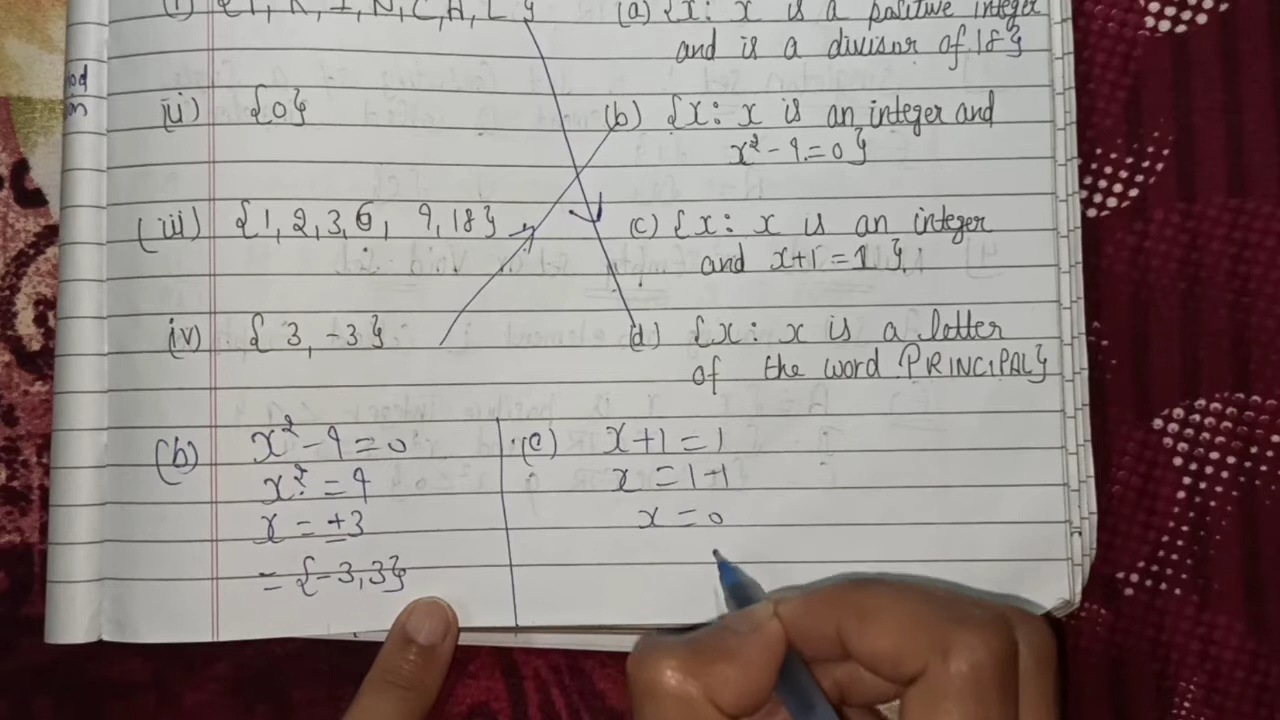 (i) {P, R, I, N, C, A, L} (a) {x: x is a positive integer
and is a divisor of 18}
(ii) {0} (b) {x: x is an integer and
x² - 9 = 0}
(iii) {1, 2, 3, 6, 9, 18} (c) {x: x is an integer
and x+1 = 1}
(iv) {3, -3} (d) {x: x is a letter
of the word PRINCIPAL}
(b) x² - 9 = 0
x² = 9
x = ±3
= {-3, 3}
(c) x+1 = 1
x = 1-1
x = 0